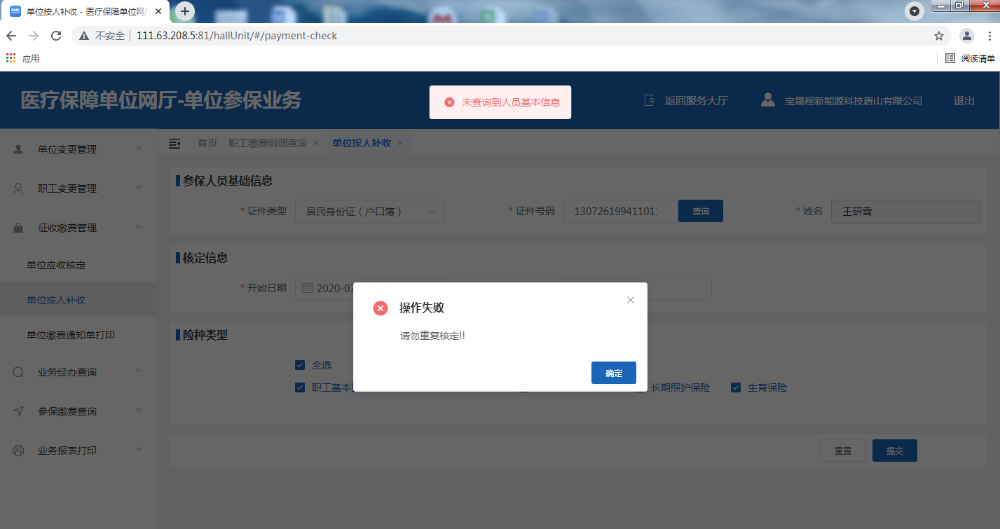 单位按人补收 - 医疗保障单位网厅
不安全 111.63.208.5:81/hallUnit/#/payment-check
应用
阅读清单
医疗保障单位网厅-单位参保业务
未查询到人员基本信息
返回服务大厅
宝晟程新能源科技唐山有限公司
退出
单位变更管理
职工变更管理
征收缴费管理
单位应收核定
单位按人补收
单位缴费通知单打印
业务经办查询
参保缴费查询
业务报表打印
首页 职工缴费明细查询 × 单位按人补收 ×
参保人员基础信息
* 证件类型 居民身份证（户口簿） * 证件号码 13072619941101 查询 * 姓名 王研雪
核定信息
* 开始日期 2020-07
险种类型
全选
职工基本 长期照护保险 生育保险
操作失败
请勿重复核定!!
确定
重置 提交